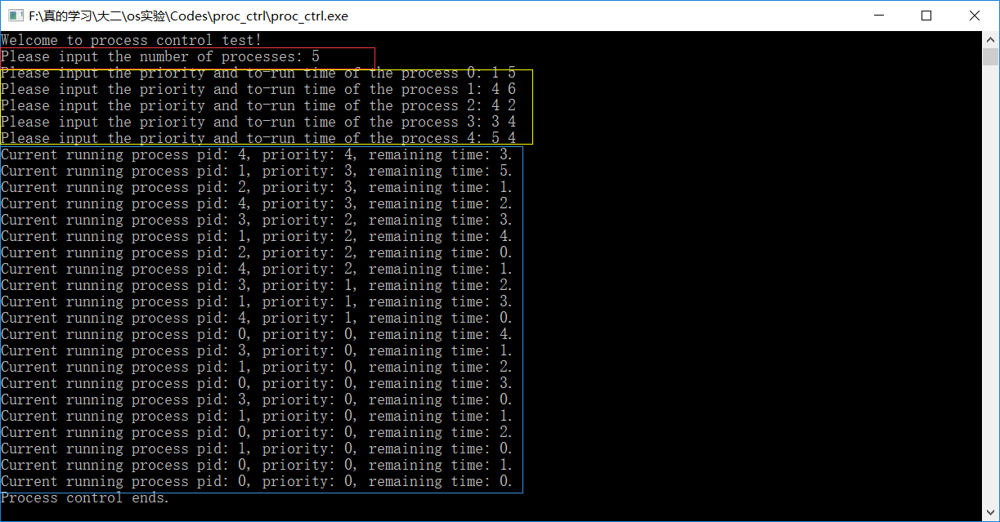 F:\真的学习\大二\os实验\Codes\proc_ctrl\proc_ctrl.exe
Welcome to process control test!
Please input the number of processes: 5
Please input the priority and to-run time of the process 0: 1 5
Please input the priority and to-run time of the process 1: 4 6
Please input the priority and to-run time of the process 2: 4 2
Please input the priority and to-run time of the process 3: 3 4
Please input the priority and to-run time of the process 4: 5 4
Current running process pid: 4, priority: 4, remaining time: 3.
Current running process pid: 1, priority: 3, remaining time: 5.
Current running process pid: 2, priority: 3, remaining time: 1.
Current running process pid: 4, priority: 3, remaining time: 2.
Current running process pid: 3, priority: 2, remaining time: 3.
Current running process pid: 1, priority: 2, remaining time: 4.
Current running process pid: 2, priority: 2, remaining time: 0.
Current running process pid: 4, priority: 2, remaining time: 1.
Current running process pid: 3, priority: 1, remaining time: 2.
Current running process pid: 1, priority: 1, remaining time: 3.
Current running process pid: 4, priority: 1, remaining time: 0.
Current running process pid: 0, priority: 0, remaining time: 4.
Current running process pid: 3, priority: 0, remaining time: 1.
Current running process pid: 1, priority: 0, remaining time: 2.
Current running process pid: 0, priority: 0, remaining time: 3.
Current running process pid: 3, priority: 0, remaining time: 0.
Current running process pid: 1, priority: 0, remaining time: 1.
Current running process pid: 0, priority: 0, remaining time: 2.
Current running process pid: 1, priority: 0, remaining time: 0.
Current running process pid: 0, priority: 0, remaining time: 1.
Current running process pid: 0, priority: 0, remaining time: 0.
Process control ends.